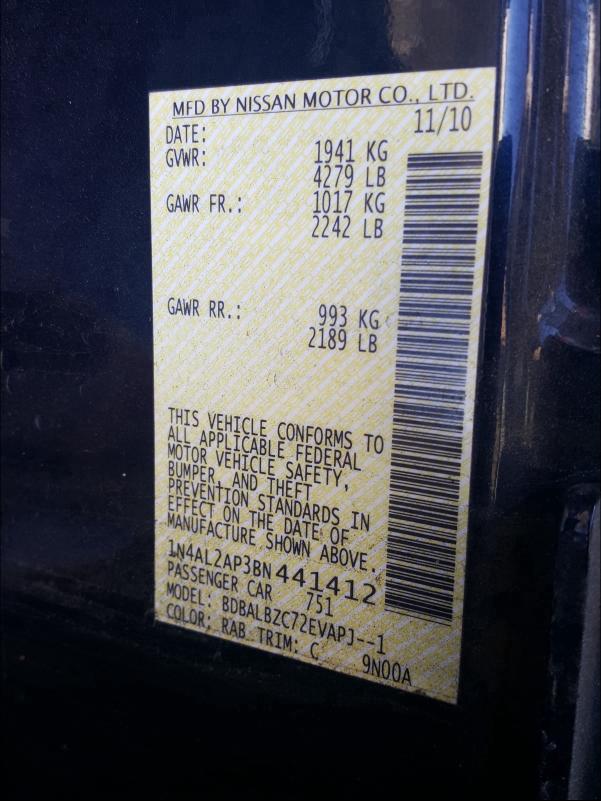 MFD BY NISSAN MOTOR CO., LTD.
DATE: 11/10
GVWR: 1941 KG
4279 LB
GAWR FR.: 1017 KG
2242 LB
GAWR RR.: 993 KG
2189 LB
THIS VEHICLE CONFORMS TO
ALL APPLICABLE FEDERAL
MOTOR VEHICLE SAFETY,
BUMPER, AND THEFT
PREVENTION STANDARDS IN
EFFECT ON THE DATE OF
MANUFACTURE SHOWN ABOVE.
1N4AL2AP3BN441412
PASSENGER CAR 751
MODEL: BDBALBZC72EVAPJ--1
COLOR: RAB TRIM: C 9N00A